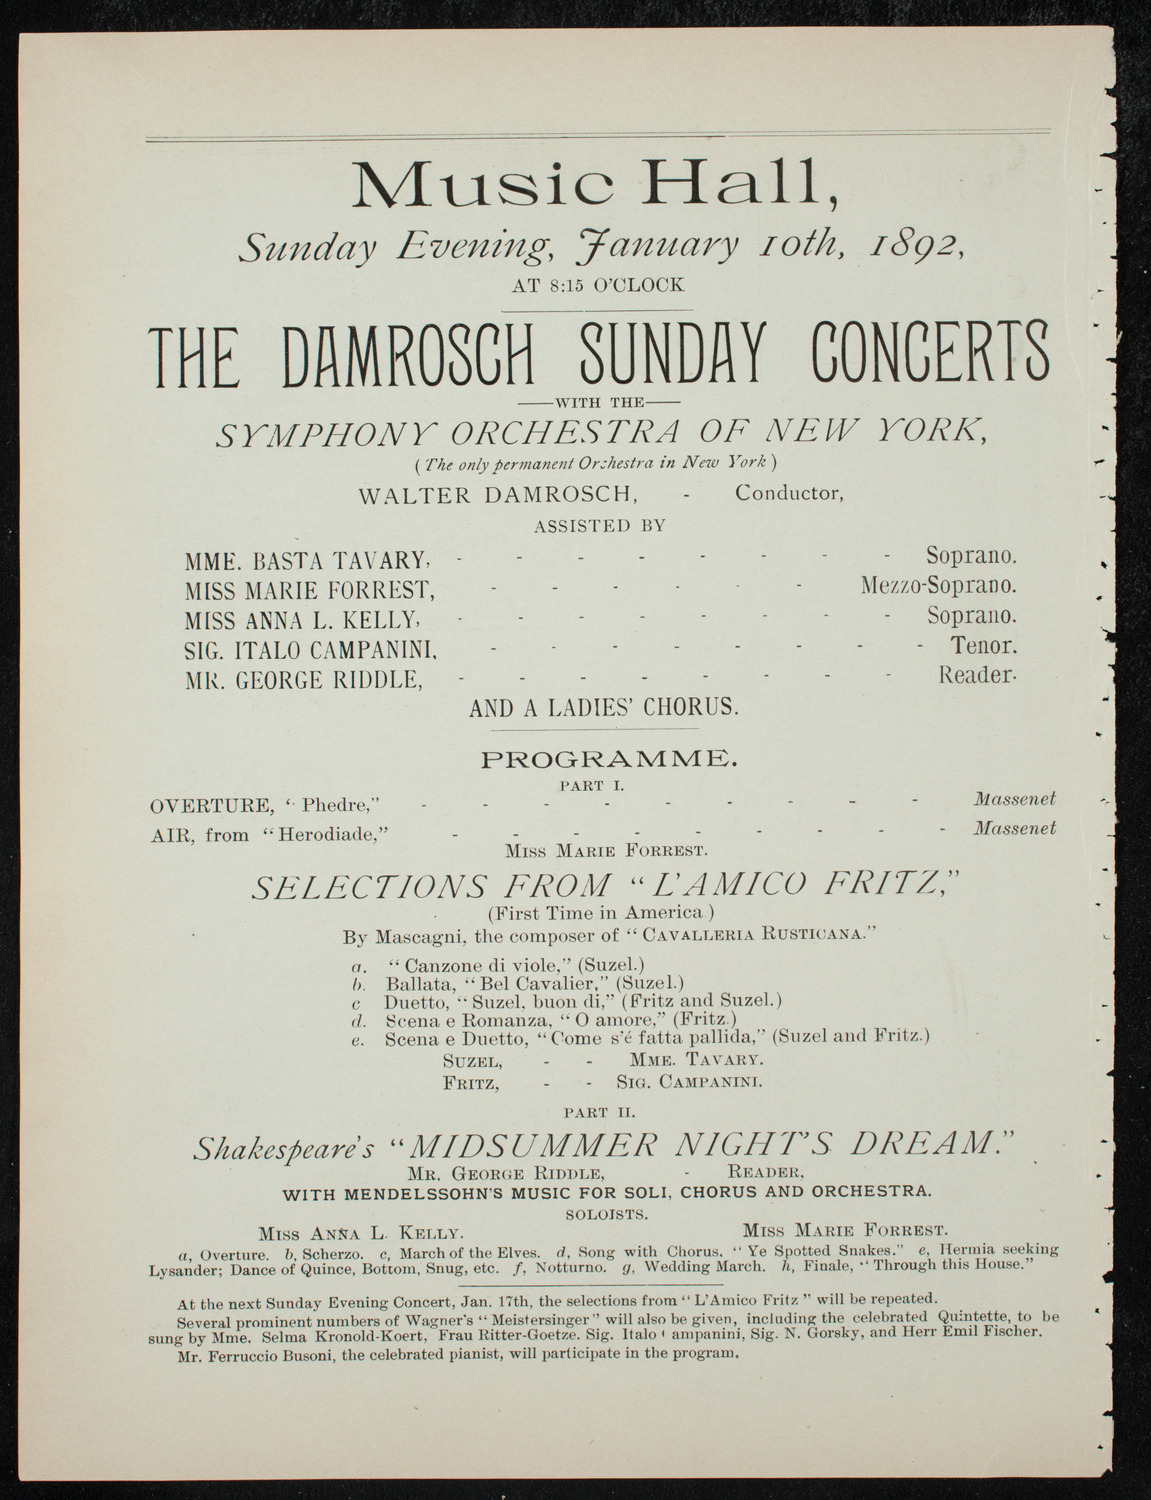 Music Hall,
Sunday Evening, January 10th, 1892,
AT 8:15 O'CLOCK
THE DAMROSCH SUNDAY CONCERTS
——WITH THE——
SYMPHONY ORCHESTRA OF NEW YORK,
(The only permanent Orchestra in New York)
WALTER DAMROSCH, - Conductor,
ASSISTED BY
MME. BASTA TAVARY, - - - - - - - - Soprano.
MISS MARIE FORREST, - - - - - - Mezzo-Soprano.
MISS ANNA L. KELLY, - - - - - - - - Soprano.
SIG. ITALO CAMPANINI, - - - - - - - - Tenor.
MR. GEORGE RIDDLE, - - - - - - - - Reader.
AND A LADIES' CHORUS.
PROGRAMME.
PART I.
OVERTURE, "Phedre," - - - - - - - - - Massenet
AIR, from "Herodiade," - - - - - - - - - Massenet
MISS MARIE FORREST.
SELECTIONS FROM "L'AMICO FRITZ,"
(First Time in America)
By Mascagni, the composer of "CAVALLERIA RUSTICANA."
a. "Canzone di viole," (Suzel.)
b. Ballata, "Bel Cavalier," (Suzel.)
c Duetto, "Suzel, buon di," (Fritz and Suzel.)
d. Scena e Romanza, "O amore," (Fritz.)
e. Scena e Duetto, "Come s'é fatta pallida," (Suzel and Fritz.)
SUZEL, - - MME. TAVARY.
FRITZ, - - SIG. CAMPANINI.
PART II.
Shakespeare's "MIDSUMMER NIGHT'S DREAM."
MR. GEORGE RIDDLE, - READER,
WITH MENDELSSOHN'S MUSIC FOR SOLI, CHORUS AND ORCHESTRA.
SOLOISTS.
MISS ANNA L. KELLY. MISS MARIE FORREST.
a, Overture. b, Scherzo. c, March of the Elves. d, Song with Chorus, "Ye Spotted Snakes." e, Hermia seeking
Lysander; Dance of Quince, Bottom, Snug, etc. f, Notturno. g, Wedding March. h, Finale, "Through this House."
At the next Sunday Evening Concert, Jan. 17th, the selections from "L'Amico Fritz" will be repeated.
Several prominent numbers of Wagner's "Meistersinger" will also be given, including the celebrated Quintette, to be
sung by Mme. Selma Kronold-Koert, Frau Ritter-Goetze. Sig. Italo Campanini, Sig. N. Gorsky, and Herr Emil Fischer.
Mr. Ferruccio Busoni, the celebrated pianist, will participate in the program.